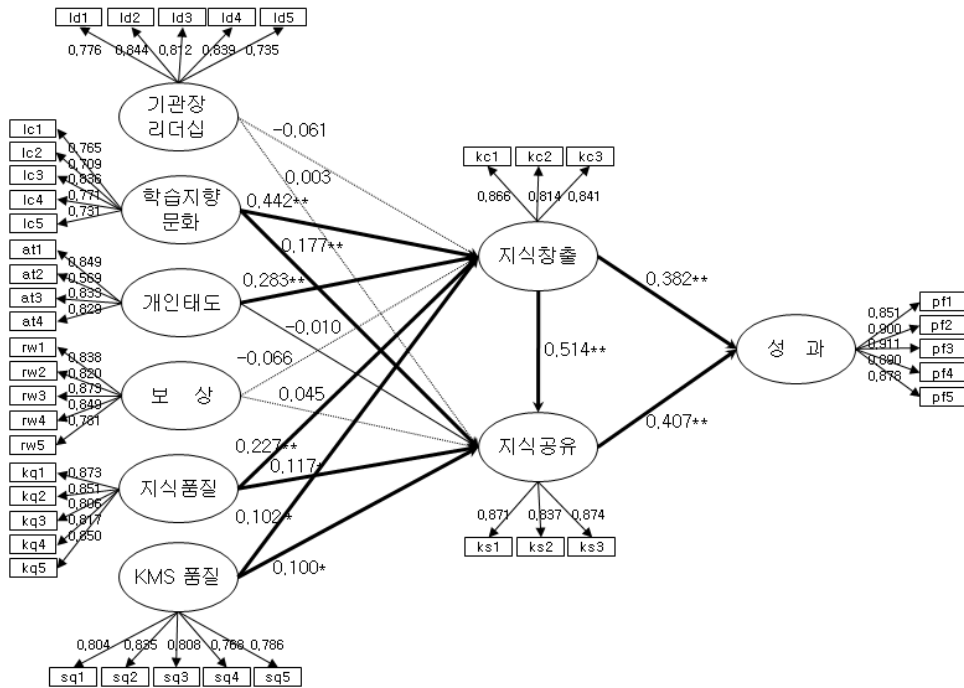 ld1 ld2 ld3 ld4 ld5
0,776 0,844 0,812 0,839 0,735
기관장
리더십
lc1
lc2
lc3
lc4
lc5
0,765
0,709
0,836
0,771
0,731
학습지향
문화
at1
at2
at3
at4
0,849
0,569
0,833
0,829
개인태도
rw1
rw2
rw3
rw4
rw5
0,838
0,820
0,873
0,849
0,781
보 상
kq1
kq2
kq3
kq4
kq5
0,873
0,851
0,806
0,817
0,850
지식품질
KMS 품질
0,804 0,835 0,808 0,768 0,786
sq1 sq2 sq3 sq4 sq5
-0,061
0,003
0,442**
0,177**
0,283**
-0,010
-0,066
0,045
0,227**
0,117*
0,102*
0,100*
kc1 kc2 kc3
0,866 0,814 0,841
지식창출
0,514**
지식공유
0,871 0,837 0,874
ks1 ks2 ks3
0,382**
0,407**
성 과
0,851
0,900
0,911
0,890
0,878
pf1
pf2
pf3
pf4
pf5